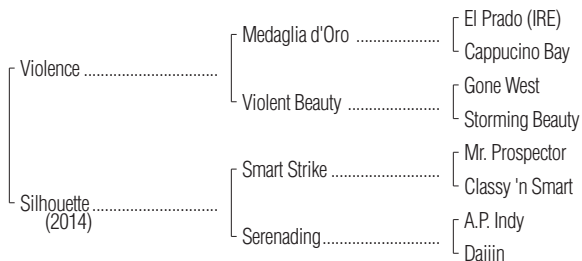 El Prado (IRE)
Medaglia d'Oro
Cappucino Bay
Violence
Gone West
Violent Beauty
Storming Beauty
Mr. Prospector
Smart Strike
Classy 'n Smart
Silhouette
(2014)
A.P. Indy
Serenading
Daijin